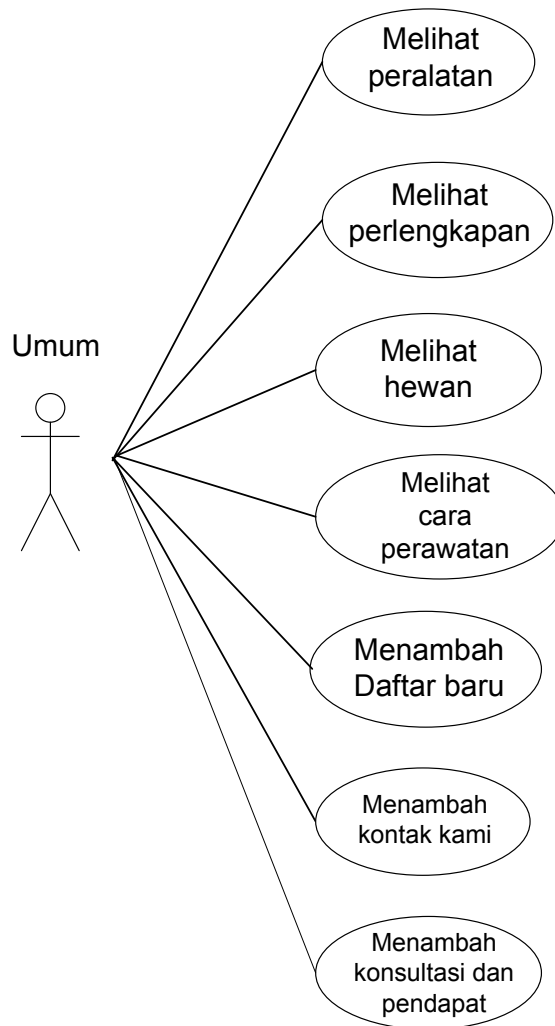 Melihat
peralatan
Melihat
perlengkapan
Umum
Melihat
hewan
Melihat
cara
perawatan
Menambah
Daftar baru
Menambah
kontak kami
Menambah
konsultasi dan
pendapat